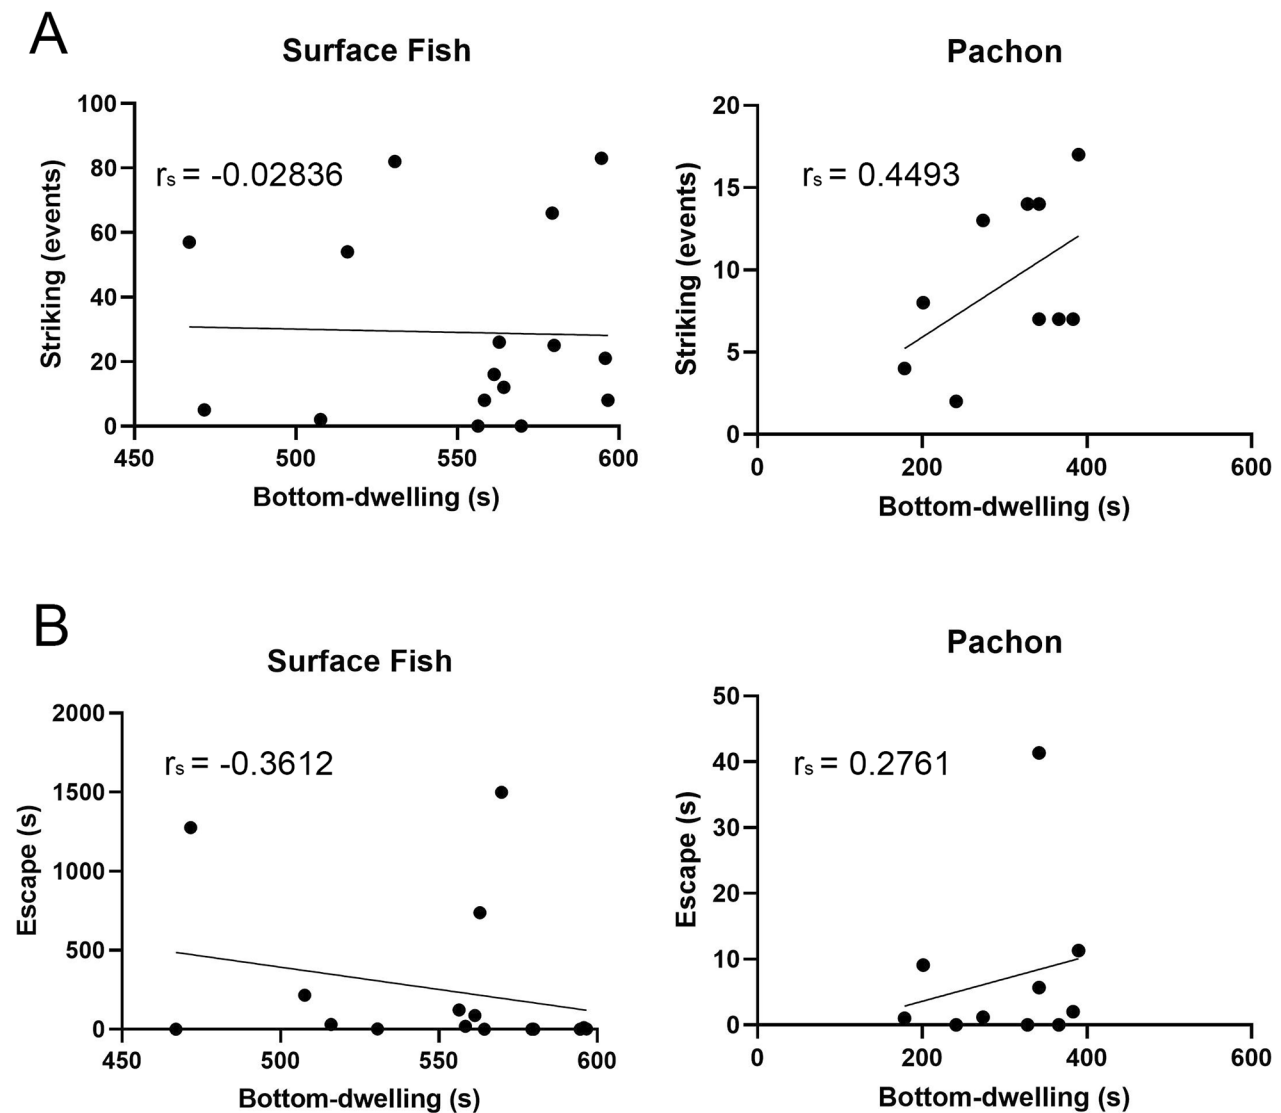 A
Surface Fish
100
80
60
40
20
0
Striking (events)
rs = -0.02836
450 500 550 600
Bottom-dwelling (s)
Pachon
20
15
10
5
0
Striking (events)
rs = 0.4493
0 200 400 600
Bottom-dwelling (s)
B
Surface Fish
2000
1500
1000
500
0
Escape (s)
rs = -0.3612
450 500 550 600
Bottom-dwelling (s)
Pachon
50
40
30
20
10
0
Escape (s)
rs = 0.2761
0 200 400 600
Bottom-dwelling (s)